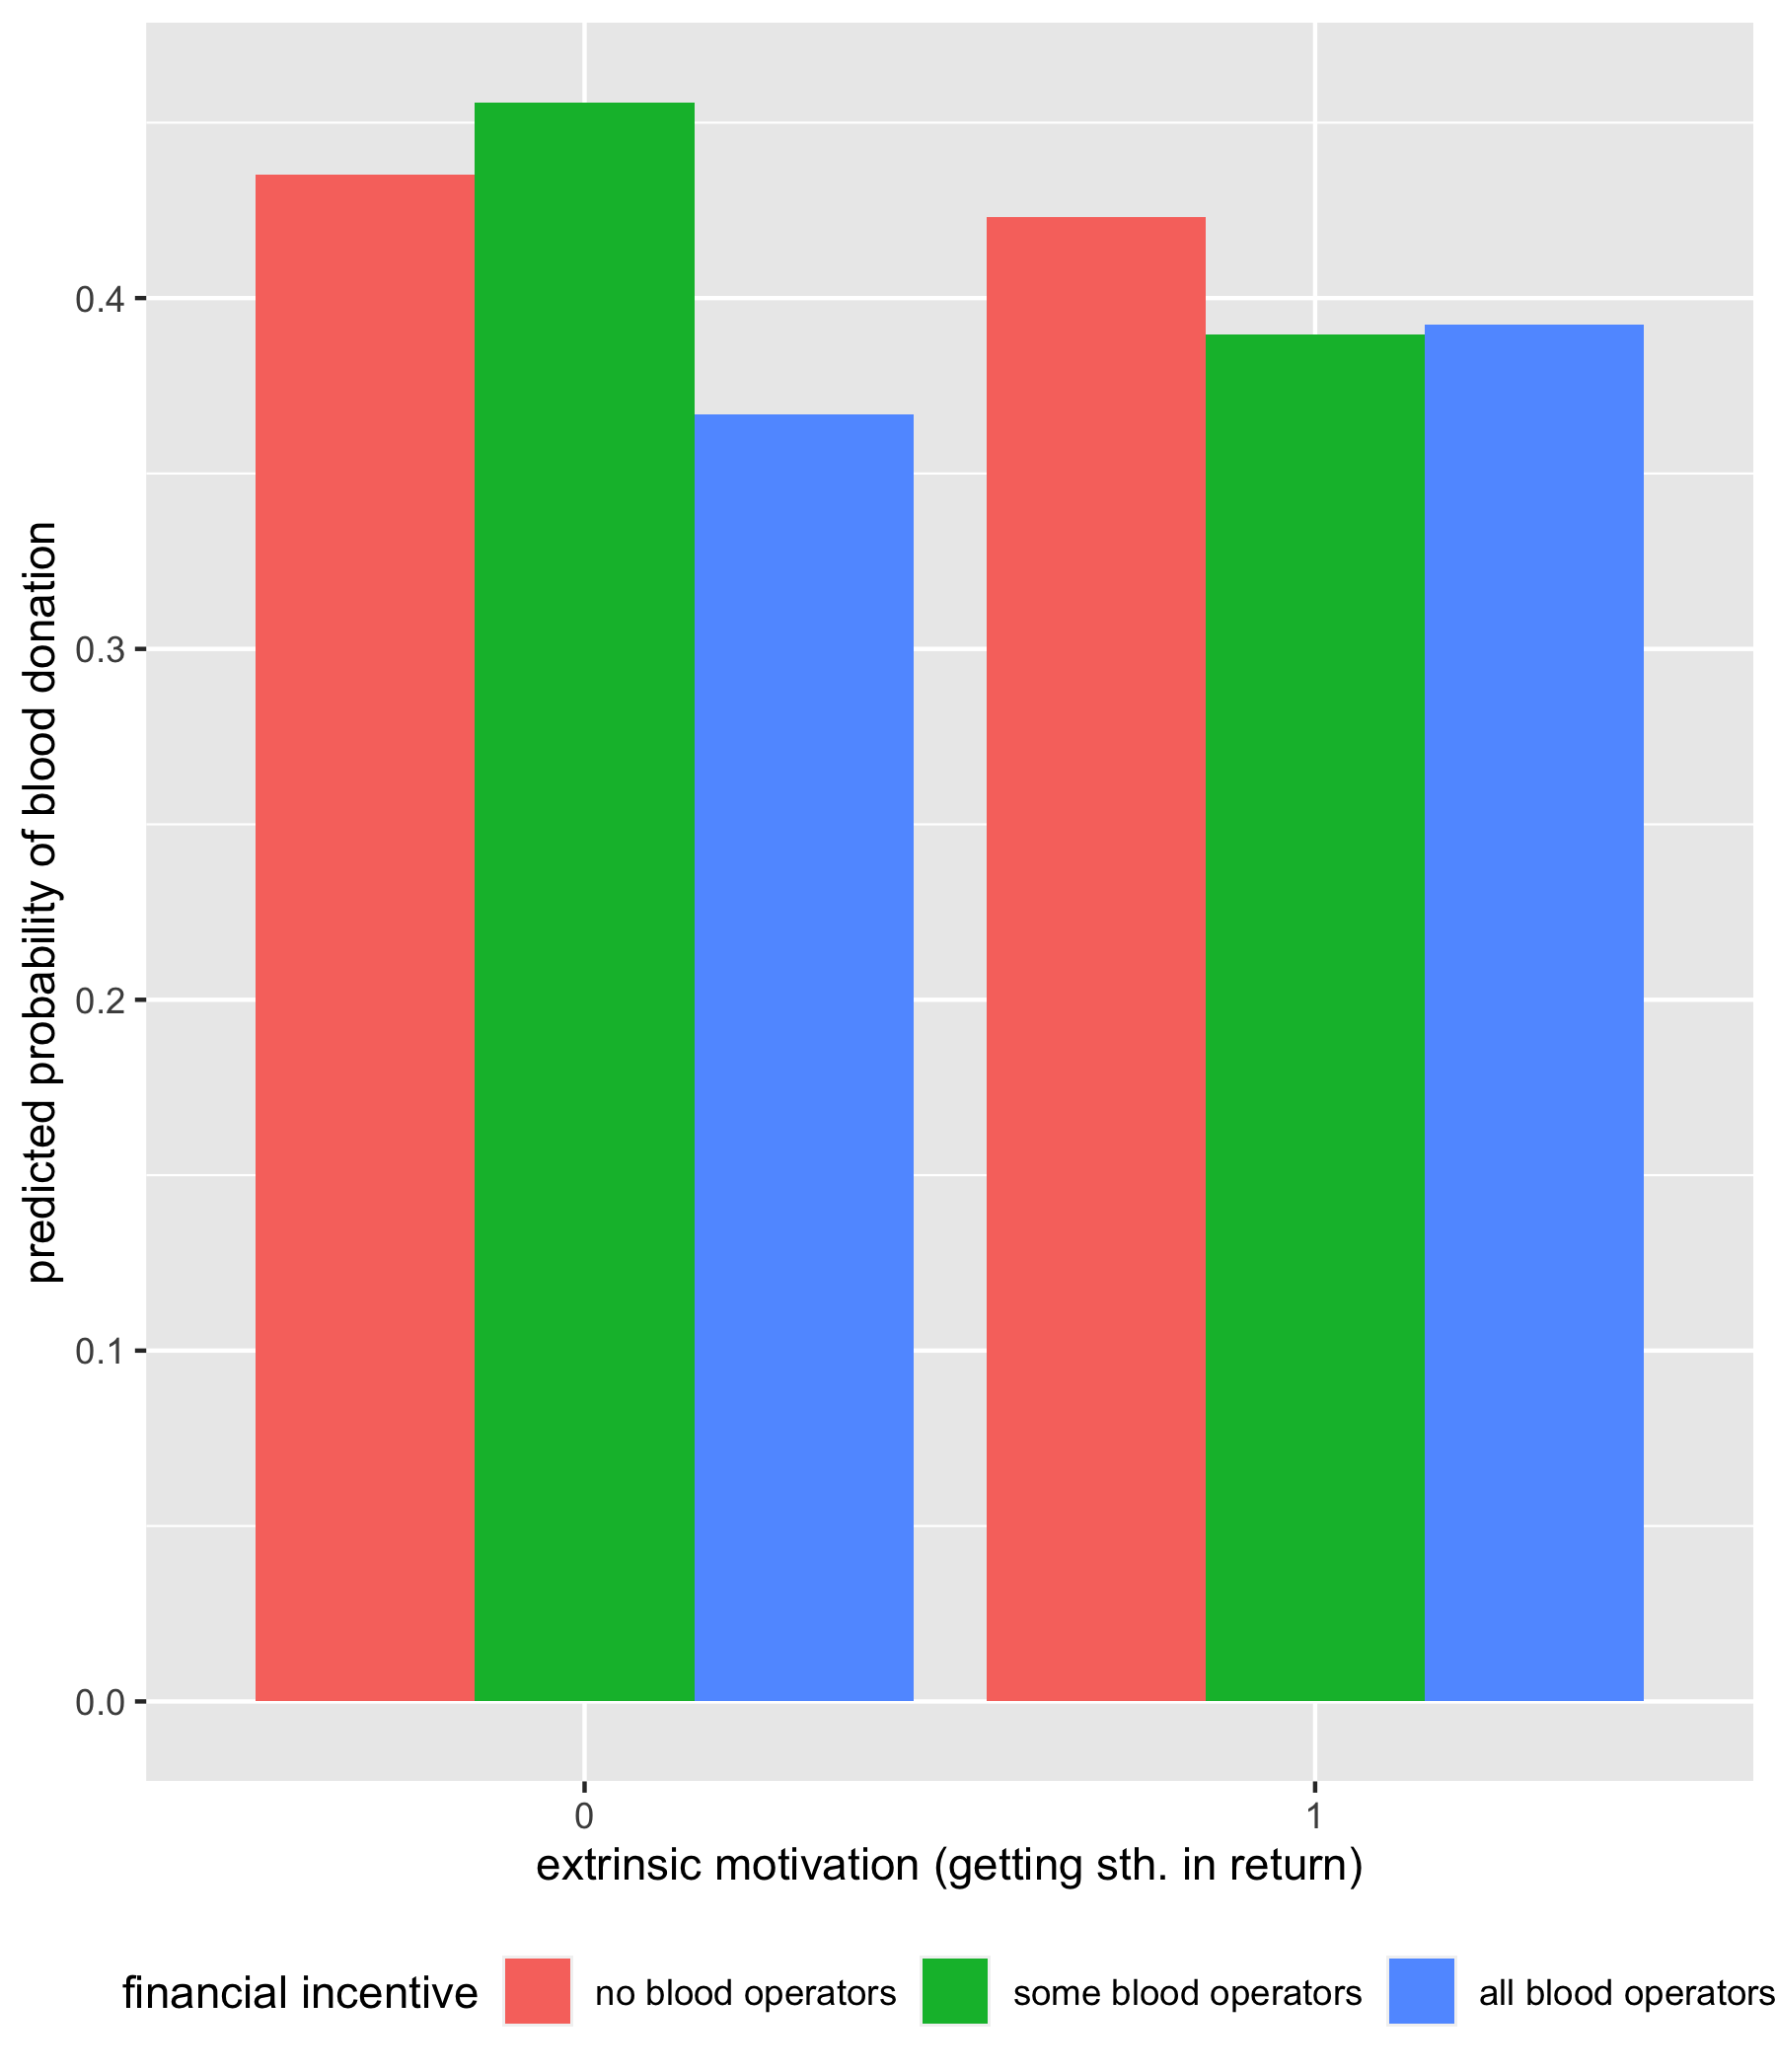 predicted probability of blood donation
0.4
0.3
0.2
0.1
0.0
0
1
extrinsic motivation (getting sth. in return)
financial incentive
no blood operators
some blood operators
all blood operators